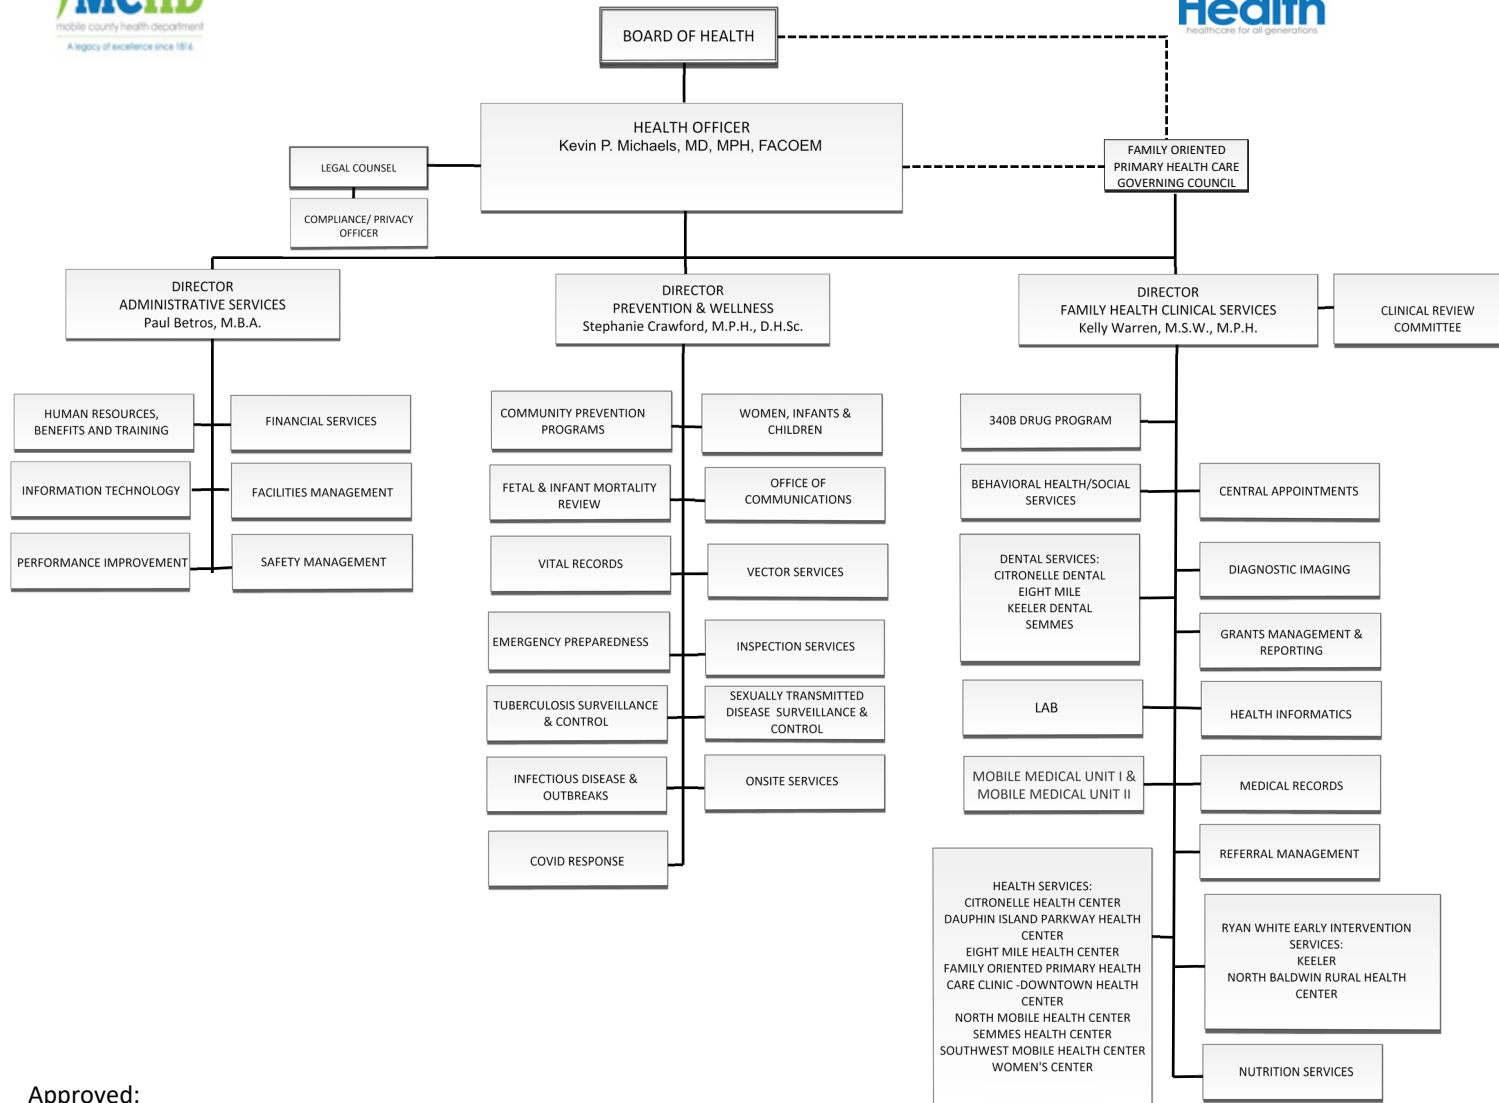 MCHD
mobile county health department
A legacy of excellence since 1816
Health
healthcare for all generations
BOARD OF HEALTH
HEALTH OFFICER
Kevin P. Michaels, MD, MPH, FACOEM
LEGAL COUNSEL
COMPLIANCE/ PRIVACY
OFFICER
FAMILY ORIENTED
PRIMARY HEALTH CARE
GOVERNING COUNCIL
DIRECTOR
ADMINISTRATIVE SERVICES
Paul Betros, M.B.A.
DIRECTOR
PREVENTION & WELLNESS
Stephanie Crawford, M.P.H., D.H.Sc.
DIRECTOR
FAMILY HEALTH CLINICAL SERVICES
Kelly Warren, M.S.W., M.P.H.
CLINICAL REVIEW
COMMITTEE
HUMAN RESOURCES,
BENEFITS AND TRAINING
FINANCIAL SERVICES
INFORMATION TECHNOLOGY
FACILITIES MANAGEMENT
PERFORMANCE IMPROVEMENT
SAFETY MANAGEMENT
COMMUNITY PREVENTION
PROGRAMS
WOMEN, INFANTS &
CHILDREN
FETAL & INFANT MORTALITY
REVIEW
OFFICE OF
COMMUNICATIONS
VITAL RECORDS
VECTOR SERVICES
EMERGENCY PREPAREDNESS
INSPECTION SERVICES
TUBERCULOSIS SURVEILLANCE
& CONTROL
SEXUALLY TRANSMITTED
DISEASE SURVEILLANCE &
CONTROL
INFECTIOUS DISEASE &
OUTBREAKS
ONSITE SERVICES
COVID RESPONSE
340B DRUG PROGRAM
BEHAVIORAL HEALTH/SOCIAL
SERVICES
CENTRAL APPOINTMENTS
DENTAL SERVICES:
CITRONELLE DENTAL
EIGHT MILE
KEELER DENTAL
SEMMES
DIAGNOSTIC IMAGING
GRANTS MANAGEMENT &
REPORTING
LAB
HEALTH INFORMATICS
MOBILE MEDICAL UNIT I &
MOBILE MEDICAL UNIT II
MEDICAL RECORDS
REFERRAL MANAGEMENT
HEALTH SERVICES:
CITRONELLE HEALTH CENTER
DAUPHIN ISLAND PARKWAY HEALTH
CENTER
EIGHT MILE HEALTH CENTER
FAMILY ORIENTED PRIMARY HEALTH
CARE CLINIC -DOWNTOWN HEALTH
CENTER
NORTH MOBILE HEALTH CENTER
SEMMES HEALTH CENTER
SOUTHWEST MOBILE HEALTH CENTER
WOMEN'S CENTER
RYAN WHITE EARLY INTERVENTION
SERVICES:
KEELER
NORTH BALDWIN RURAL HEALTH
CENTER
NUTRITION SERVICES
Approved: